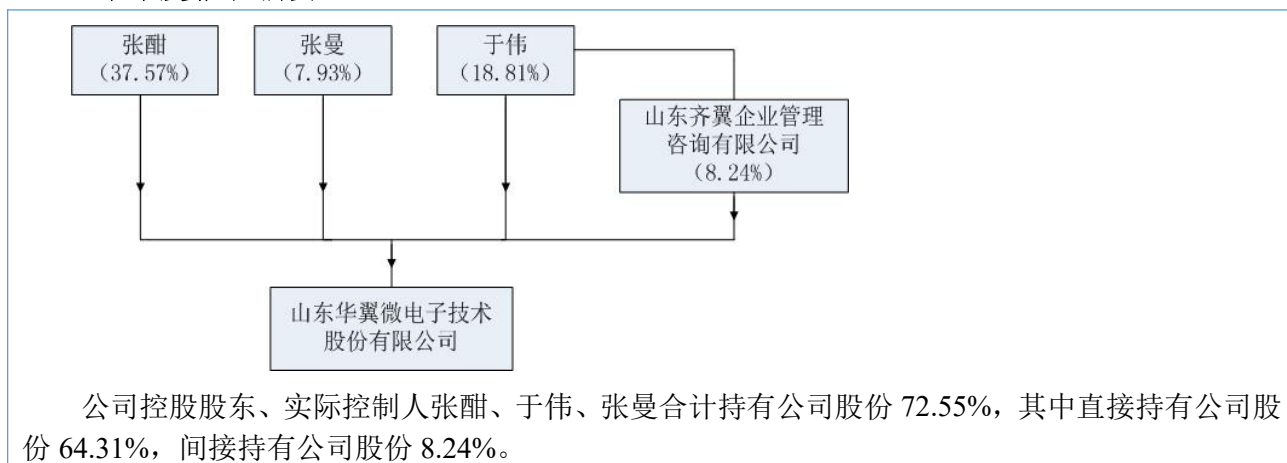 张酣
（37.57%）
张曼
（7.93%）
于伟
（18.81%）
山东齐翼企业管理
咨询有限公司
（8.24%）
山东华翼微电子技术
股份有限公司
公司控股股东、实际控制人张酣、于伟、张曼合计持有公司股份 72.55%，其中直接持有公司股
份 64.31%，间接持有公司股份 8.24%。